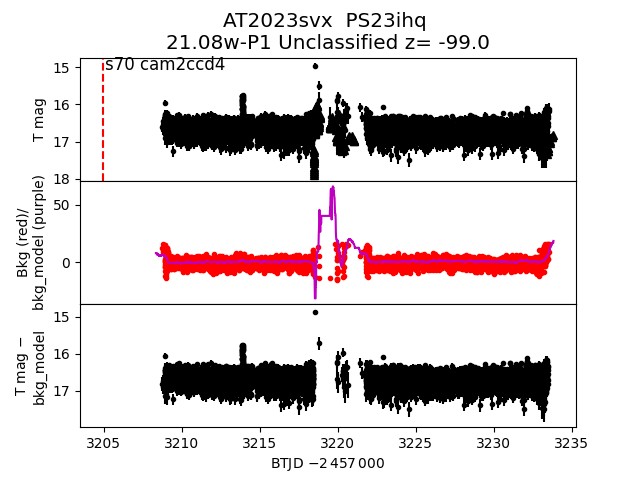 AT2023svx  PS23ihq
21.08w-P1 Unclassified z= -99.0
s70 cam2ccd4
T mag
15
16
17
18
Bkg (red)/
bkg_model (purple)
50
0
T mag −
bkg_model
15
16
17
3205 3210 3215 3220 3225 3230 3235
BTJD −2 457 000